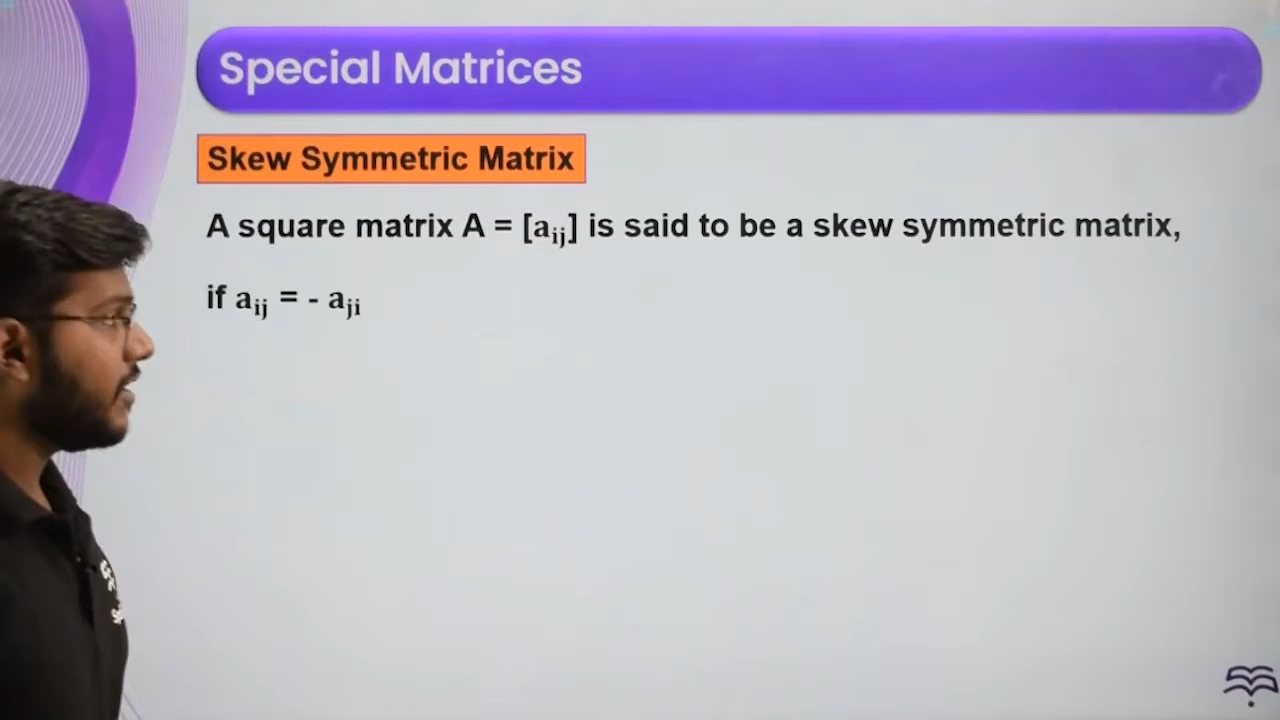 Special Matrices
Skew Symmetric Matrix
A square matrix A = [aᵢⱼ] is said to be a skew symmetric matrix,
if aᵢⱼ = - aⱼᵢ